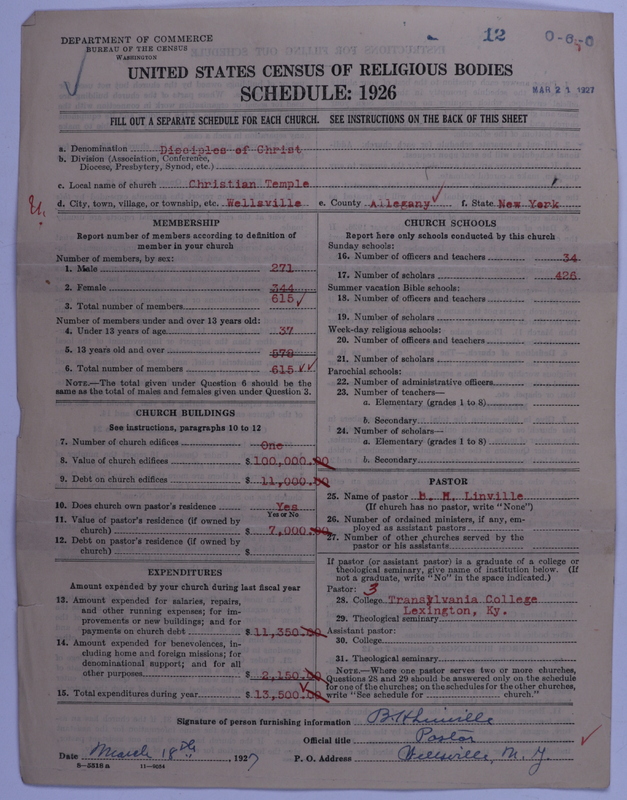 DEPARTMENT OF COMMERCE
BUREAU OF THE CENSUS
WASHINGTON
12
MAR 21 1927
UNITED STATES CENSUS OF RELIGIOUS BODIES
SCHEDULE: 1926
FILL OUT A SEPARATE SCHEDULE FOR EACH CHURCH. SEE INSTRUCTIONS ON THE BACK OF THIS SHEET
a. Denomination Disciples of Christ
b. Division (Association, Conference, Diocese, Presbytery, Synod, etc.)
c. Local name of church Christian Temple
d. City, town, village, or township, etc. Wellsville e. County Allegany f. State New York
MEMBERSHIP
Report number of members according to definition of
member in your church
Number of members, by sex:
1. Male 271
2. Female 344
3. Total number of members 615
Number of members under and over 13 years old:
4. Under 13 years of age 37
5. 13 years old and over 578
6. Total number of members 615
NOTE.—The total given under Question 6 should be
same as the total of males and females given under Question 3.
CHURCH BUILDINGS
See instructions, paragraphs 10 to 12
7. Number of church edifices One
8. Value of church edifices $ 100,000.00
9. Debt on church edifices $ 11,000.00
10. Does church own pastor's residence? Yes
Yes or No
11. Value of pastor's residence (if owned by
church) $ 7,000.00
12. Debt on pastor's residence (if owned by
church) $
EXPENDITURES
Amount expended by your church during last fiscal year
13. Amount expended for salaries, repairs,
and other running expenses; for im-
provements or new buildings; and for
payments on church debt $ 11,350.00
14. Amount expended for benevolences, in-
cluding home and foreign missions; for
denominational support; and for all
other purposes $ 2,150.00
15. Total expenditures during year $ 13,500.00
CHURCH SCHOOLS
Report here only schools conducted by this church
Sunday schools:
16. Number of officers and teachers 34
17. Number of scholars 426
Summer vacation Bible schools:
18. Number of officers and teachers
19. Number of scholars
Week-day religious schools:
20. Number of officers and teachers
21. Number of scholars
Parochial schools:
22. Number of administrative officers
23. Number of teachers—
a. Elementary (grades 1 to 8)
b. Secondary
24. Number of scholars—
a. Elementary (grades 1 to 8)
b. Secondary
PASTOR
25. Name of pastor B. H. Linville
(If church has no pastor, write "None")
26. Number of ordained ministers, if any, em-
ployed as assistant pastors
27. Number of other churches served by the
pastor or his assistants
If pastor (or assistant pastor) is a graduate of a college or
theological seminary, give name of institution below. (If
not a graduate, write "No" in the space indicated.)
Pastor: 3
28. College Transylvania College
Lexington, Ky.
29. Theological seminary
Assistant pastor:
30. College
31. Theological seminary
NOTE.—Where one pastor serves two or more churches,
Questions 28 and 29 should be answered only on the schedule
for one of the churches; on the schedules for the other churches,
write "See schedule for church."
Signature of person furnishing information B H Linville
Official title Pastor
Date March 18th, 1927 P. O. Address Wellsville, N. Y.
8—5518 a 11—9034